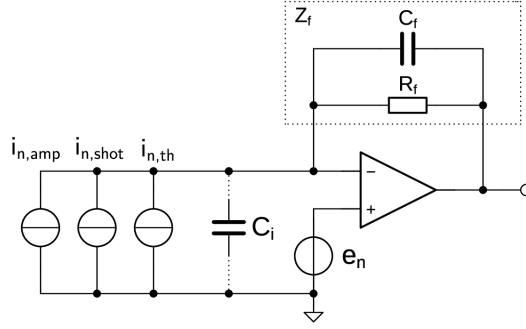 Z_f
C_f
R_f
i_n,amp i_n,shot i_n,th
−
+
C_i
e_n